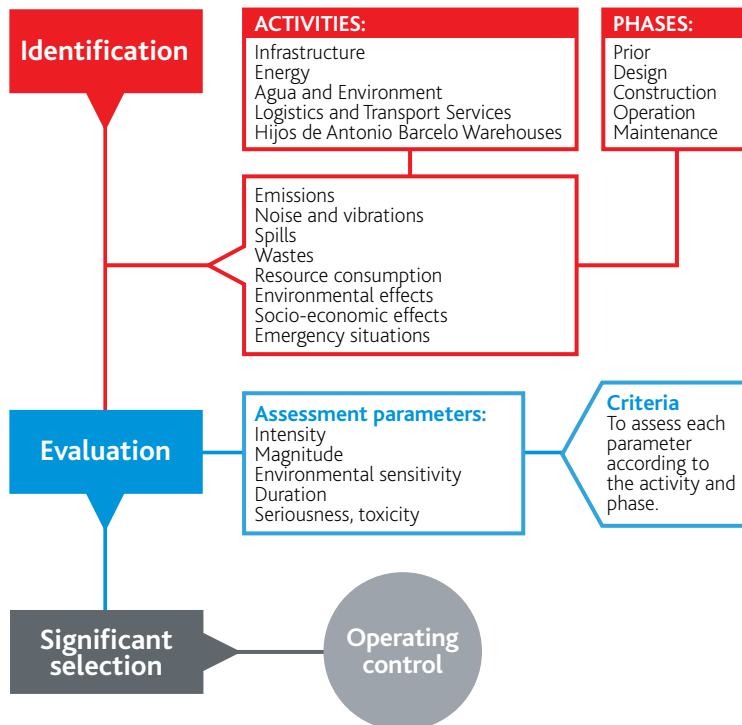 Identification
ACTIVITIES:
Infrastructure
Energy
Agua and Environment
Logistics and Transport Services
Hijos de Antonio Barcelo Warehouses
PHASES:
Prior
Design
Construction
Operation
Maintenance
Emissions
Noise and vibrations
Spills
Wastes
Resource consumption
Environmental effects
Socio-economic effects
Emergency situations
Evaluation
Assessment parameters:
Intensity
Magnitude
Environmental sensitivity
Duration
Seriousness, toxicity
Criteria
To assess each
parameter
according to
the activity and
phase.
Significant
selection
Operating
control